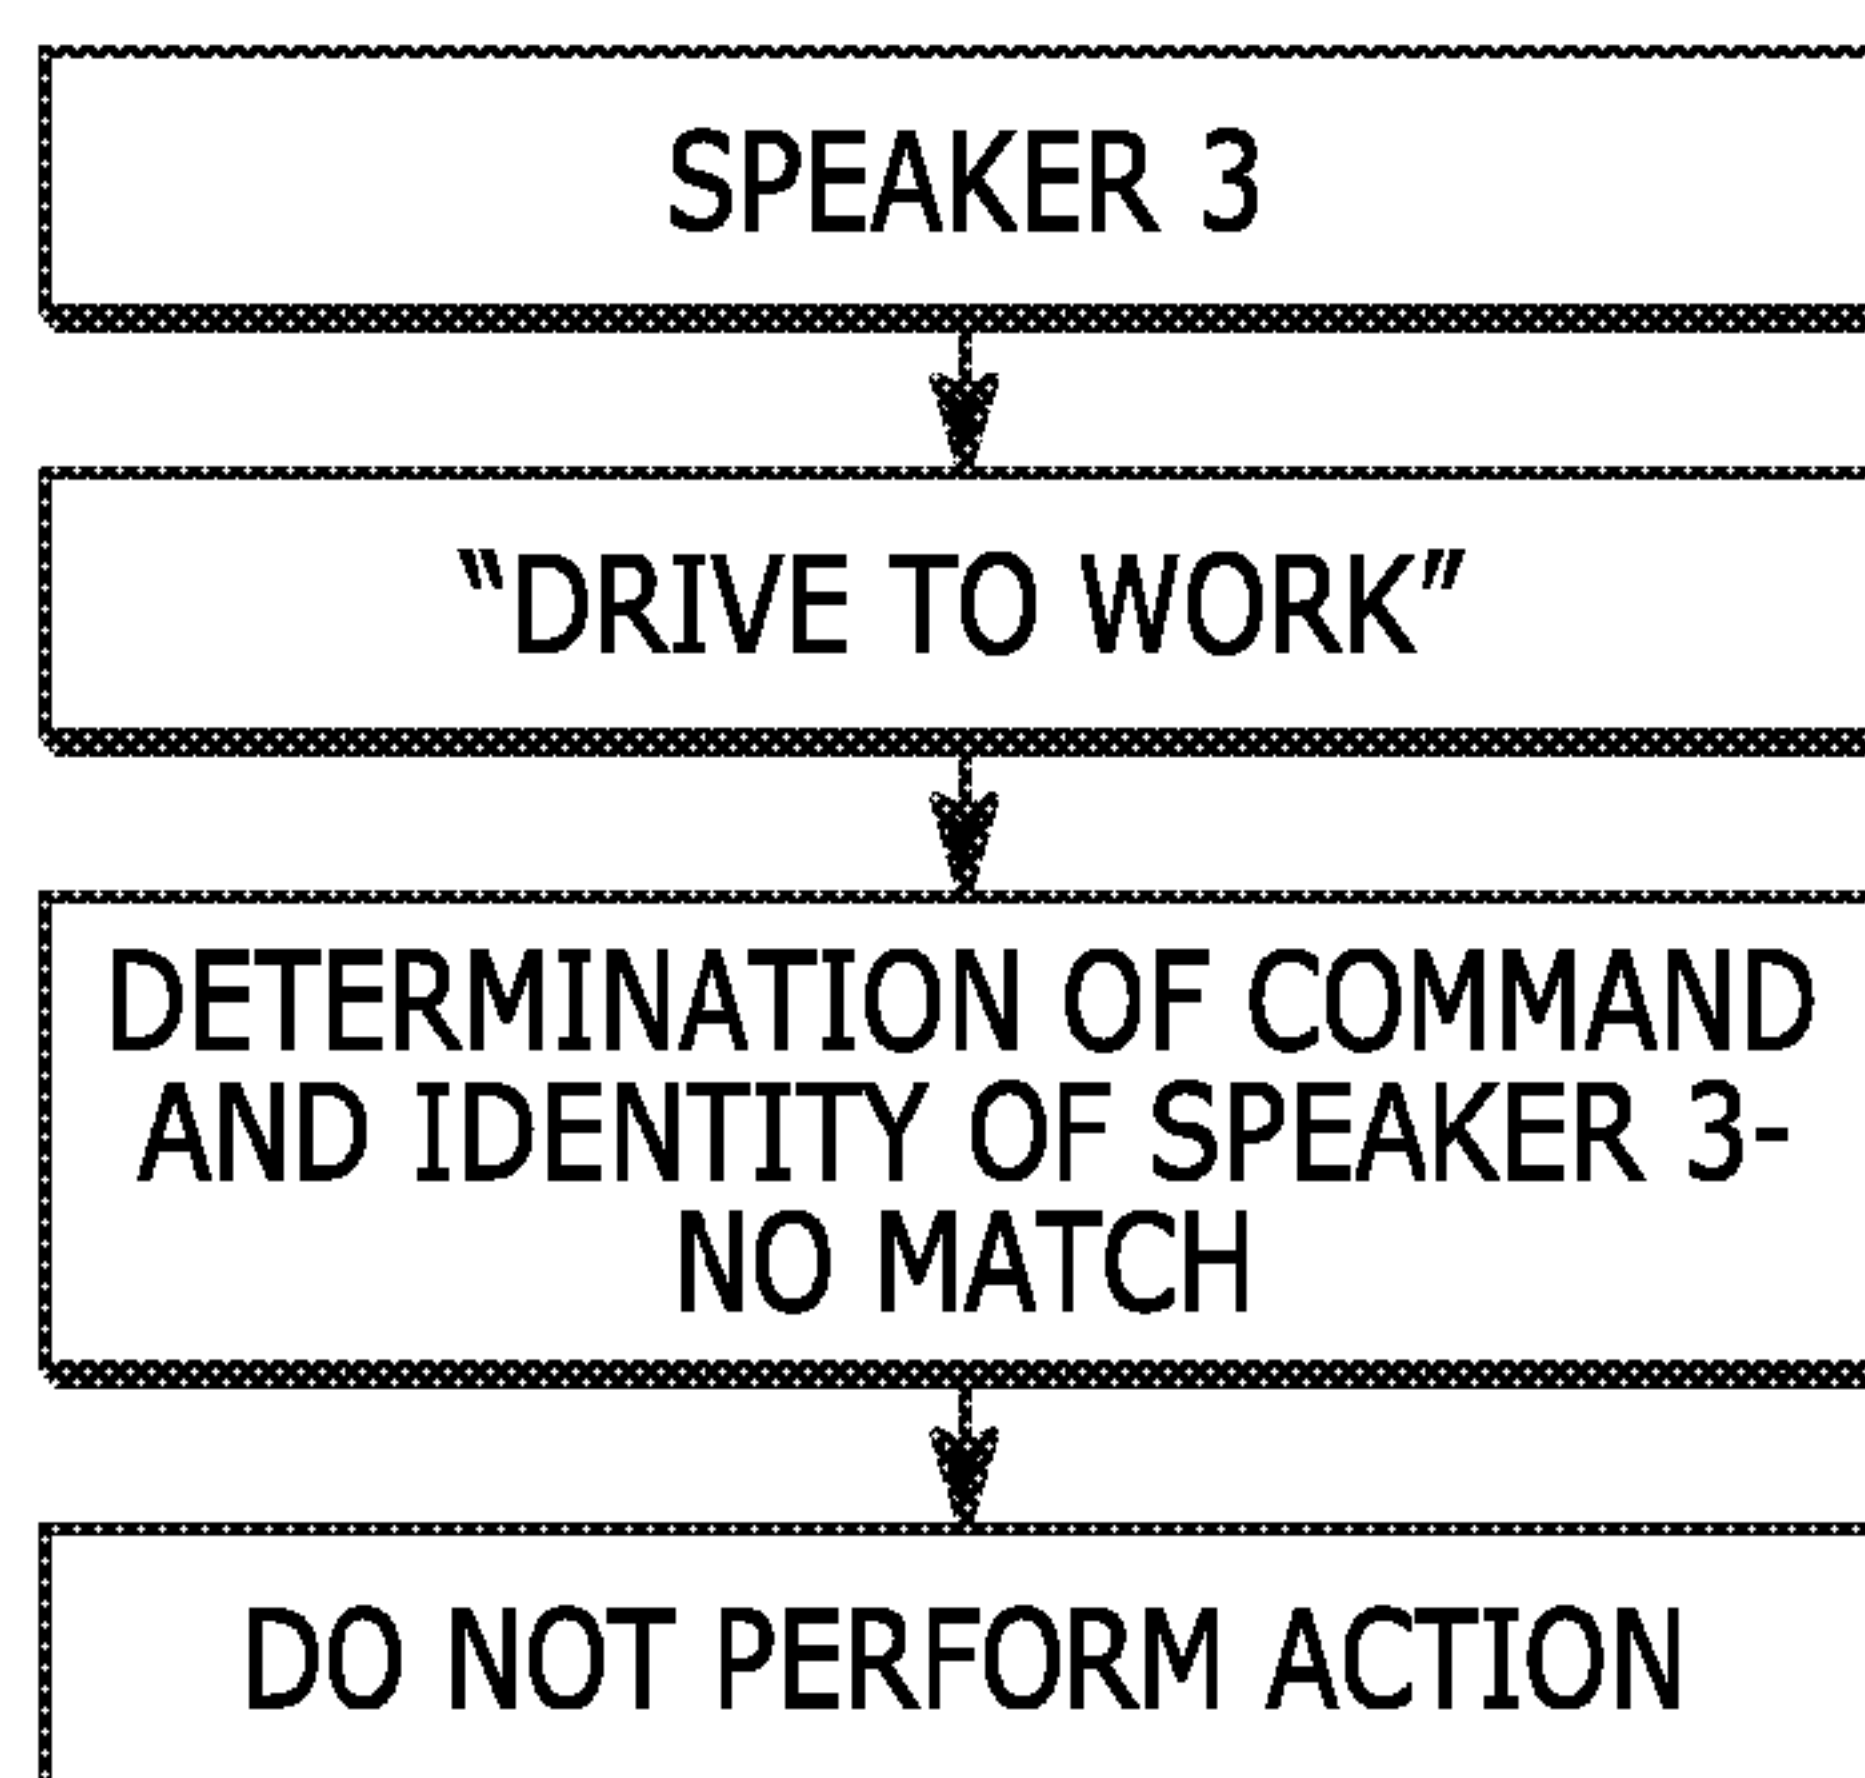 SPEAKER 3
“DRIVE TO WORK”
DETERMINATION OF COMMAND
AND IDENTITY OF SPEAKER 3-
NO MATCH
DO NOT PERFORM ACTION